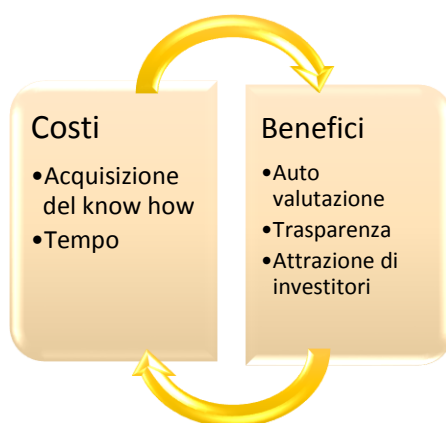 Costi
•Acquisizione
del know how
•Tempo
Benefici
•Auto
valutazione
•Trasparenza
•Attrazione di
investitori